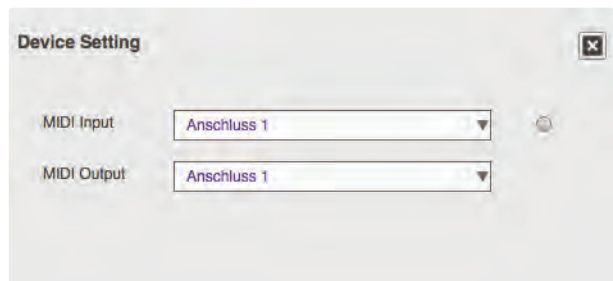 Device Setting
MIDI Input
Anschluss 1
MIDI Output
Anschluss 1